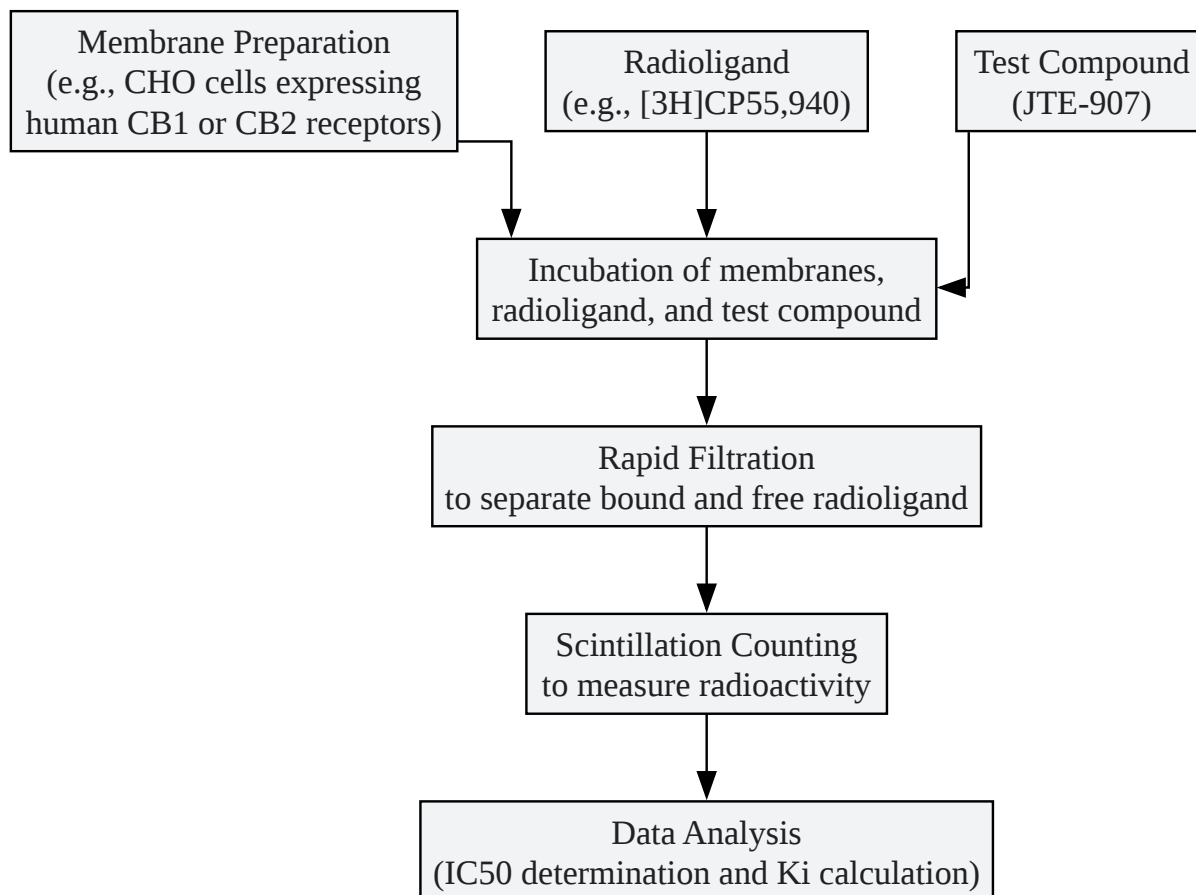 Membrane Preparation
(e.g., CHO cells expressing
human CB1 or CB2 receptors)
Radioligand
(e.g., [3H]CP55,940)
Test Compound
(JTE-907)
Incubation of membranes,
radioligand, and test compound
Rapid Filtration
to separate bound and free radioligand
Scintillation Counting
to measure radioactivity
Data Analysis
(IC50 determination and Ki calculation)